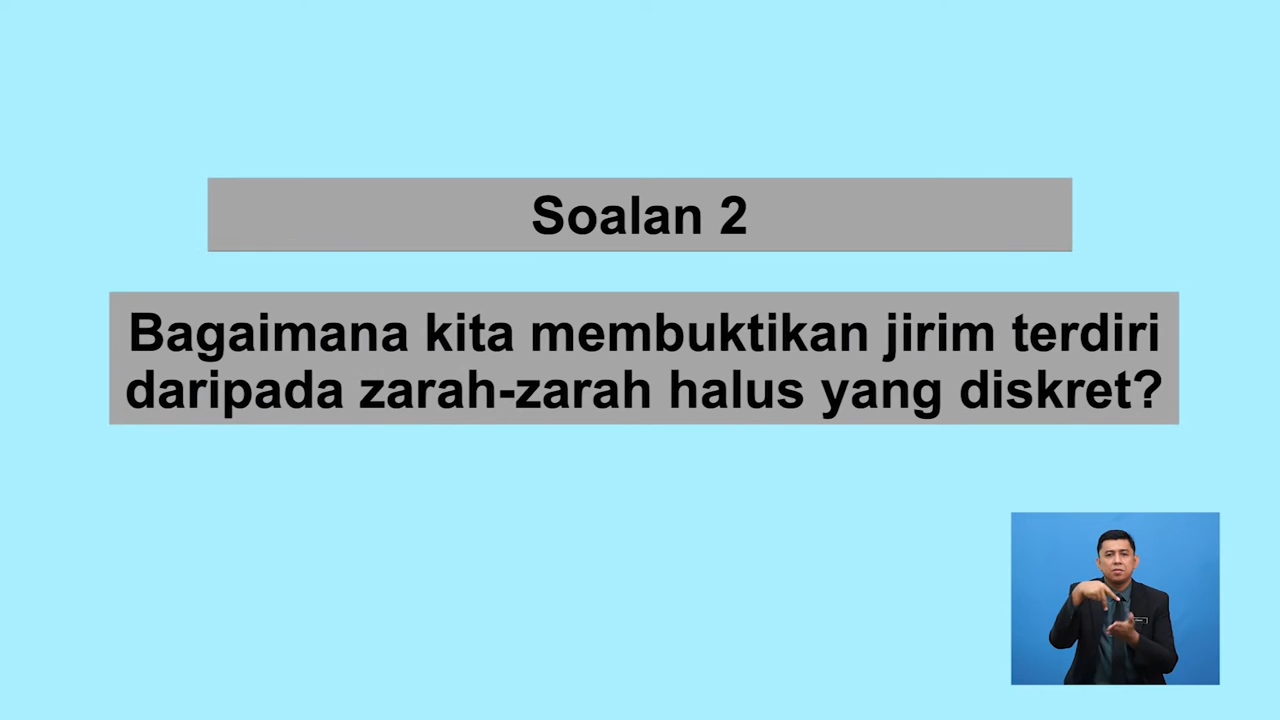 Soalan 2
Bagaimana kita membuktikan jirim terdiri
daripada zarah-zarah halus yang diskret?